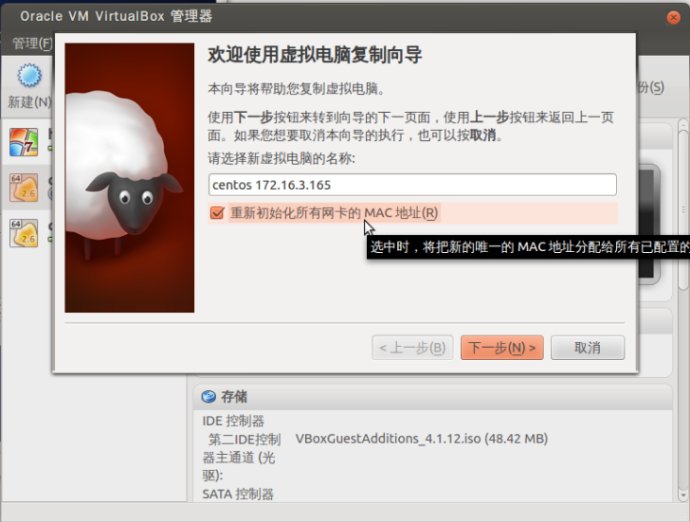 Oracle VM VirtualBox 管理器
管理(F)
新建(N)
份(S)
欢迎使用虚拟电脑复制向导
本向导将帮助您复制虚拟电脑。
使用下一步按钮来转到向导的下一页面，使用上一步按钮来返回上一页
面。如果您想要取消本向导的执行，也可以按取消。
请选择新虚拟电脑的名称:
centos 172.16.3.165
重新初始化所有网卡的 MAC 地址(R)
选中时，将把新的唯一的 MAC 地址分配给所有已配置的
< 上一步(B)
下一步(N) >
取消
7
64
2.6
64
2.6
存储
IDE 控制器
第二IDE控制 VBoxGuestAdditions_4.1.12.iso (48.42 MB)
器主通道 (光
驱):
SATA 控制器